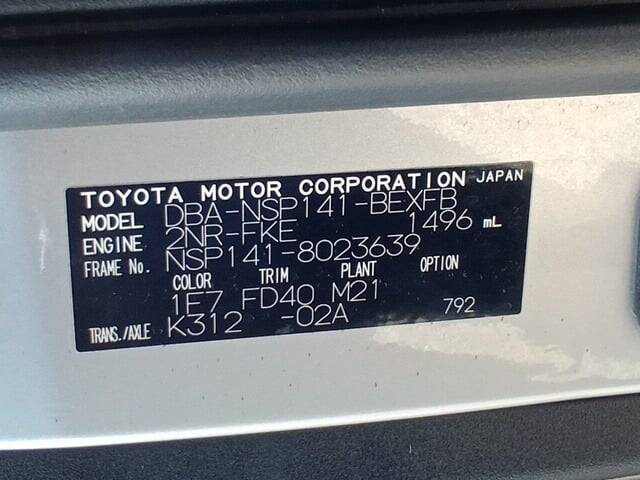 TOYOTA MOTOR CORPORATION JAPAN
MODEL DBA-NSP141-BEXFB
ENGINE 2NR-FKE 1496 mL
FRAME No. NSP141-8023639
COLOR TRIM PLANT OPTION
1F7 FD40 M21
TRANS./AXLE K312 -02A 792